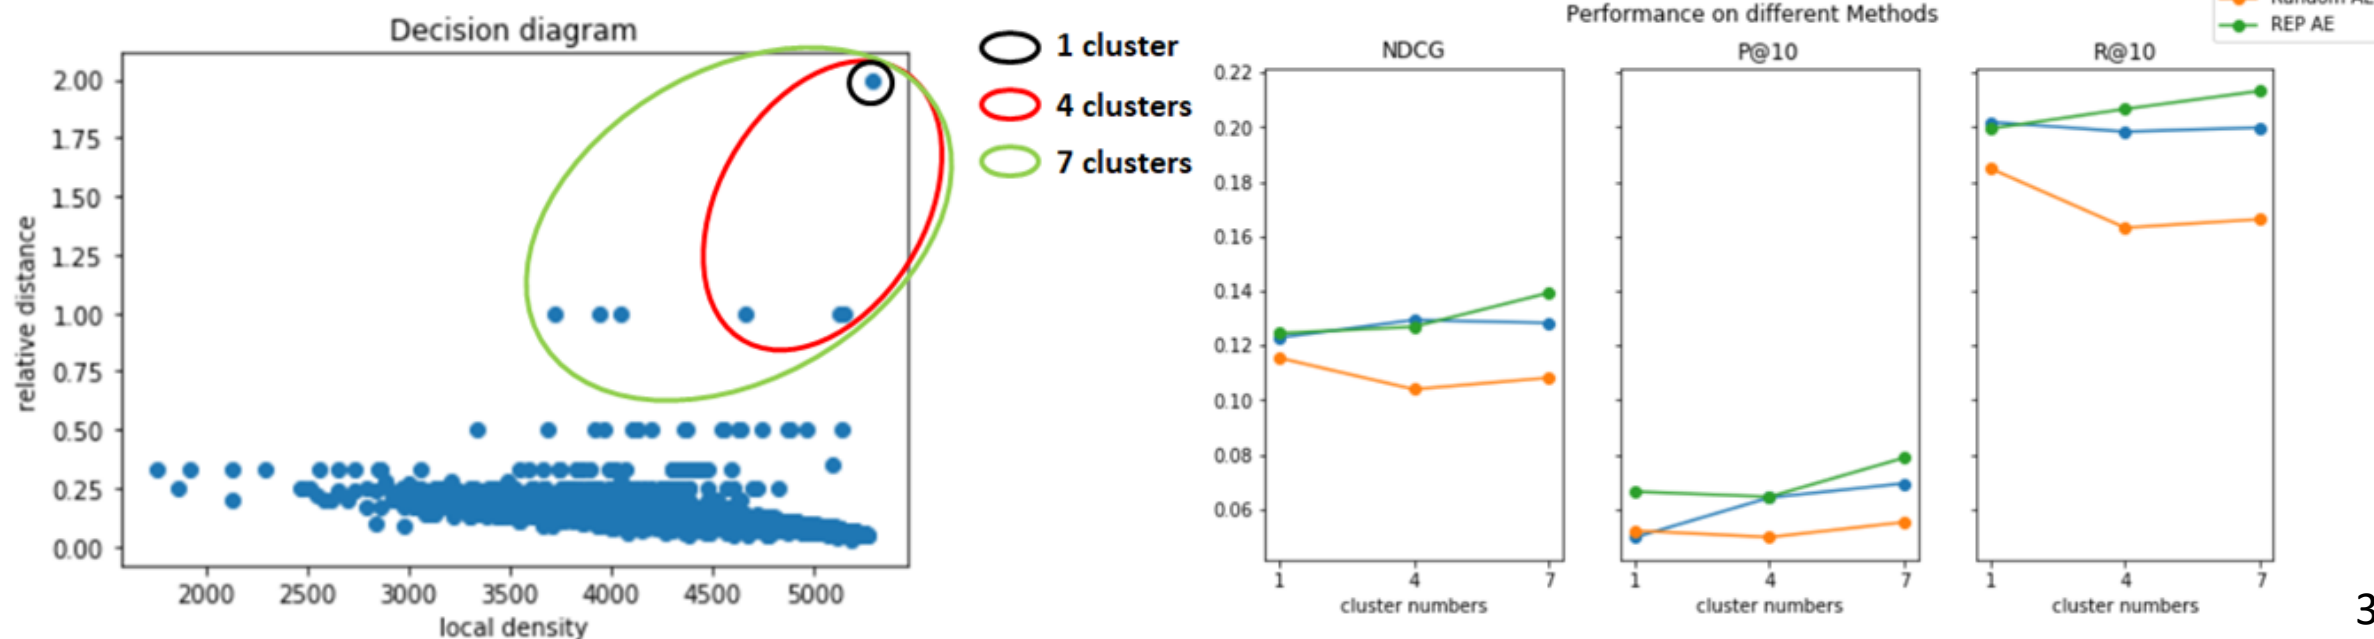 Decision diagram
2.00
1.75
1.50
1.25
1.00
0.75
0.50
0.25
0.00
relative distance
2000 2500 3000 3500 4000 4500 5000
local density
1 cluster
4 clusters
7 clusters
Performance on different Methods
REP AE
NDCG
P@10
R@10
0.22
0.20
0.18
0.16
0.14
0.12
0.10
0.08
0.06
1 4 7
cluster numbers
1 4 7
cluster numbers
1 4 7
cluster numbers
3